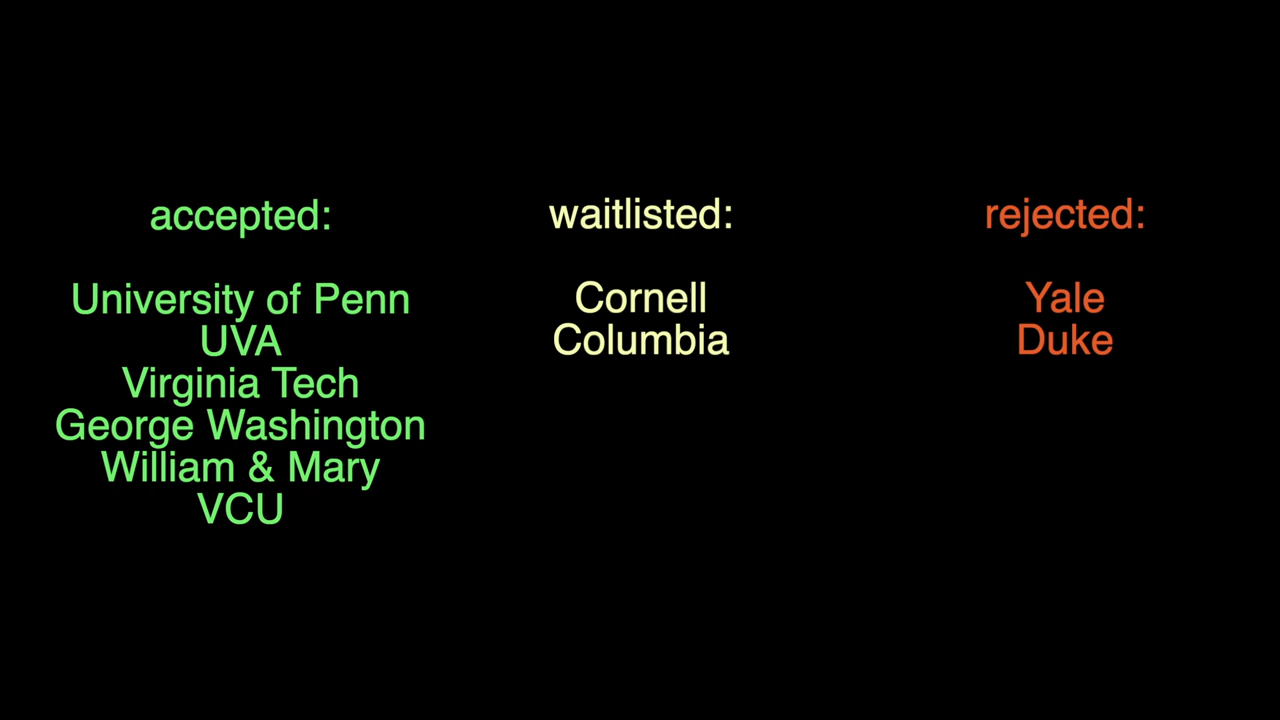 accepted:
University of Penn
UVA
Virginia Tech
George Washington
William & Mary
VCU
waitlisted:
Cornell
Columbia
rejected:
Yale
Duke